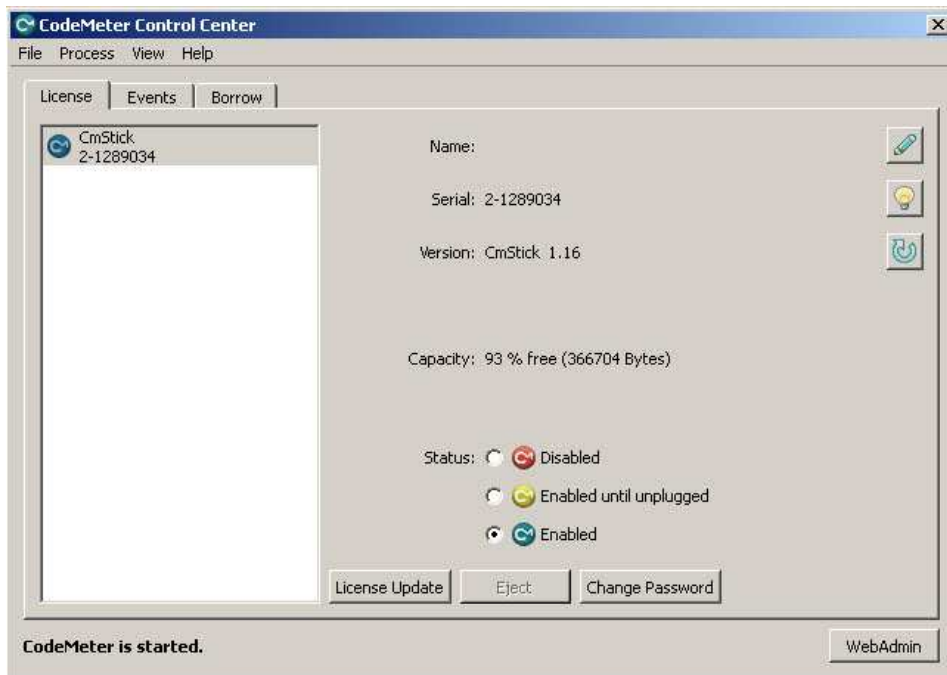 CodeMeter Control Center
File Process View Help
License Events Borrow
CmStick
2-1289034
Name:
Serial: 2-1289034
Version: CmStick 1.16
Capacity: 93 % free (366704 Bytes)
Status: Disabled
Enabled until unplugged
Enabled
License Update Eject Change Password
CodeMeter is started.
WebAdmin